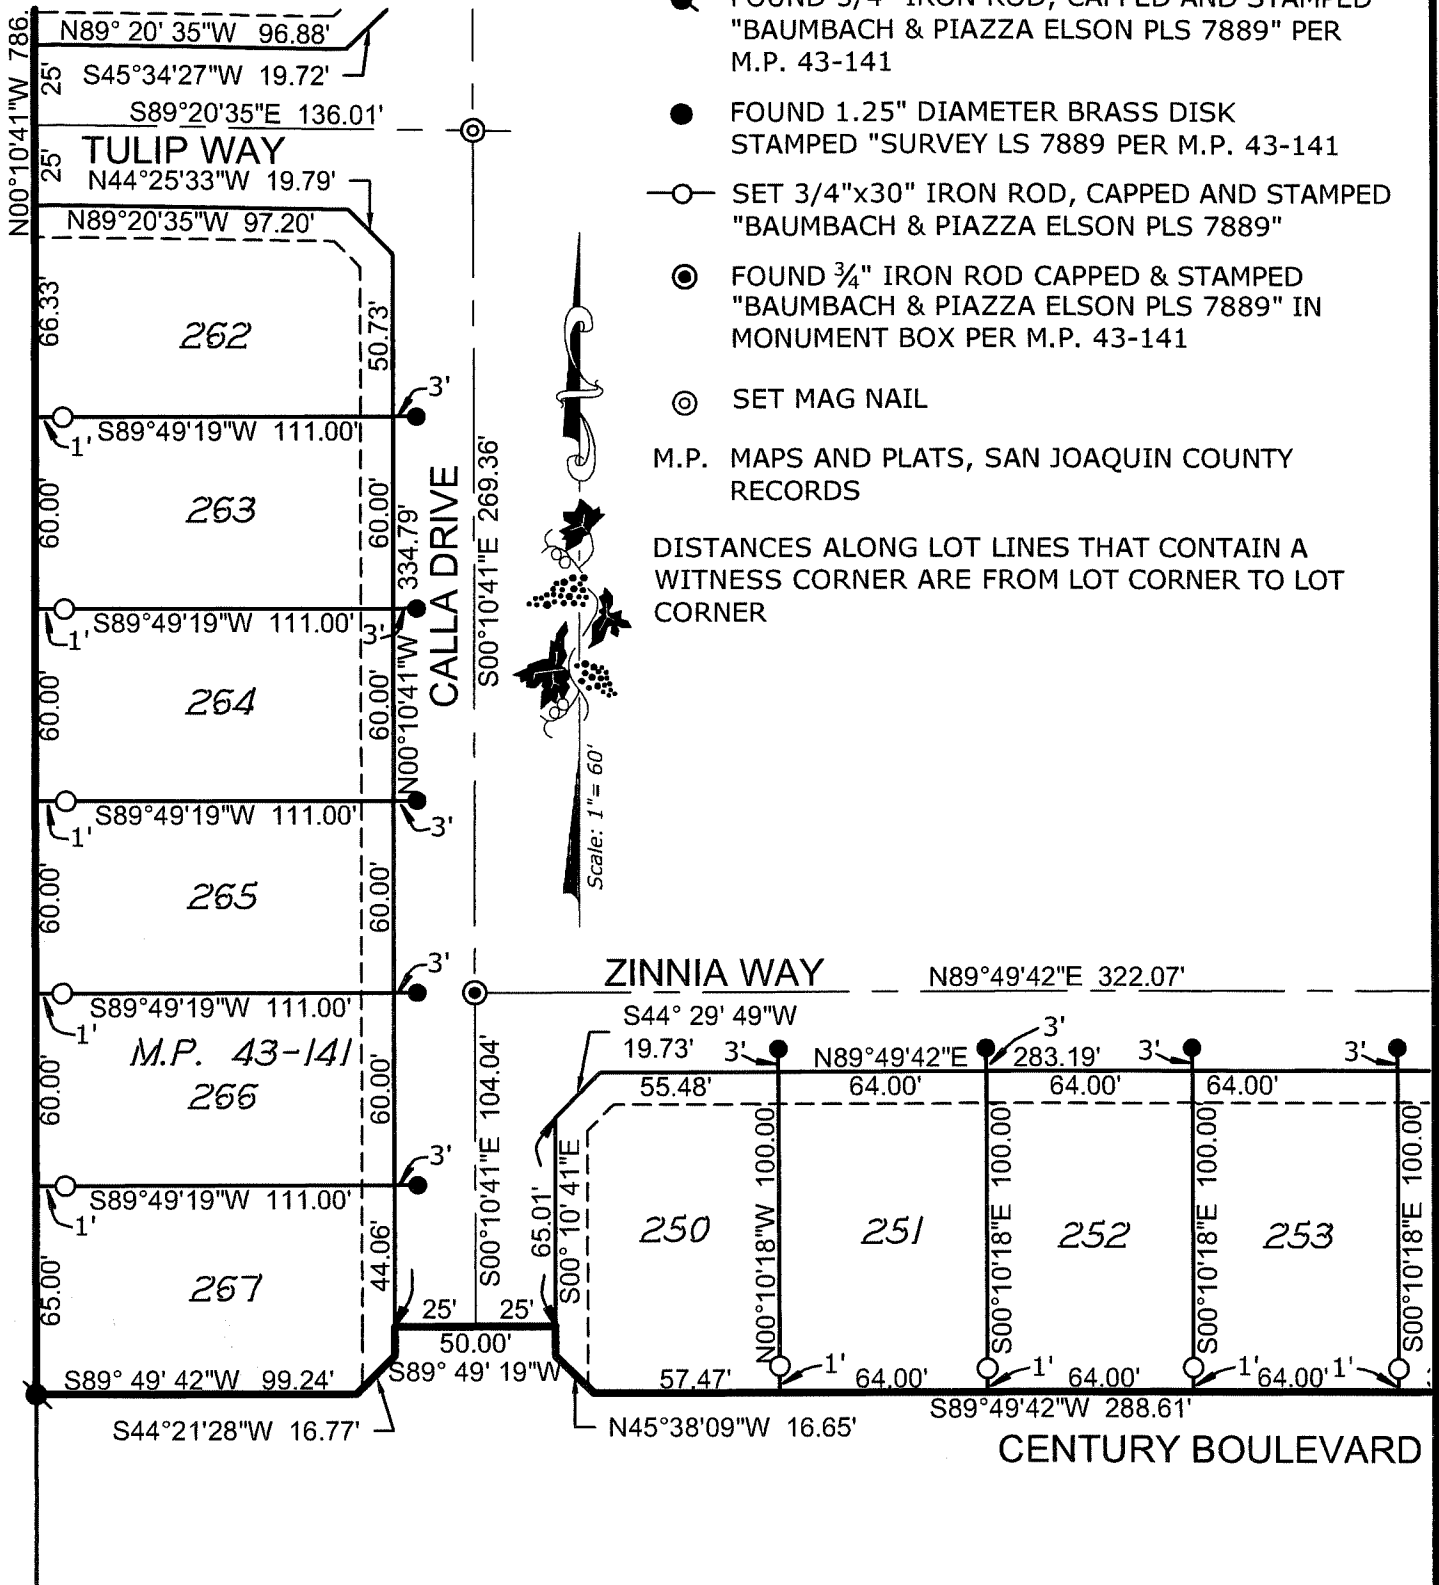 N00°10'41"W 786.
N89° 20' 35"W 96.88'
S45°34'27"W 19.72'
25'
S89°20'35"E 136.01'
TULIP WAY
25'
N44°25'33"W 19.79'
N89°20'35"W 97.20'
66.33'
262
50.73'
3'
1'
S89°49'19"W 111.00'
60.00'
263
60.00'
334.79'
CALLA DRIVE
S00°10'41"E 269.36'
1'
S89°49'19"W 111.00'
3'
60.00'
264
60.00'
N00°10'41"W
1'
S89°49'19"W 111.00'
3'
60.00'
265
60.00'
3'
1'
S89°49'19"W 111.00'
M.P. 43-141
60.00'
266
60.00'
3'
1'
S89°49'19"W 111.00'
65.00'
267
44.06'
S89° 49' 42"W 99.24'
S44°21'28"W 16.77'
"BAUMBACH & PIAZZA ELSON PLS 7889" PER
M.P. 43-141
FOUND 1.25" DIAMETER BRASS DISK
STAMPED "SURVEY LS 7889 PER M.P. 43-141
SET 3/4"x30" IRON ROD, CAPPED AND STAMPED
"BAUMBACH & PIAZZA ELSON PLS 7889"
FOUND ¾" IRON ROD CAPPED & STAMPED
"BAUMBACH & PIAZZA ELSON PLS 7889" IN
MONUMENT BOX PER M.P. 43-141
SET MAG NAIL
M.P. MAPS AND PLATS, SAN JOAQUIN COUNTY
RECORDS
DISTANCES ALONG LOT LINES THAT CONTAIN A
WITNESS CORNER ARE FROM LOT CORNER TO LOT
CORNER
Scale: 1"= 60'
ZINNIA WAY
N89°49'42"E 322.07'
S44° 29' 49"W
19.73'
3'
N89°49'42"E 283.19'
3'
3'
3'
55.48'
64.00'
64.00'
64.00'
S00°10'41"E 104.04'
65.01'
S00° 10' 41"E
250
N00°10'18"W 100.00'
251
S00°10'18"E 100.00'
252
S00°10'18"E 100.00'
253
S00°10'18"E 100.00'
25'
25'
50.00'
S89° 49' 19"W
57.47'
1'
64.00'
1'
64.00'
1'
64.00'
1'
S89°49'42"W 288.61'
N45°38'09"W 16.65'
CENTURY BOULEVARD